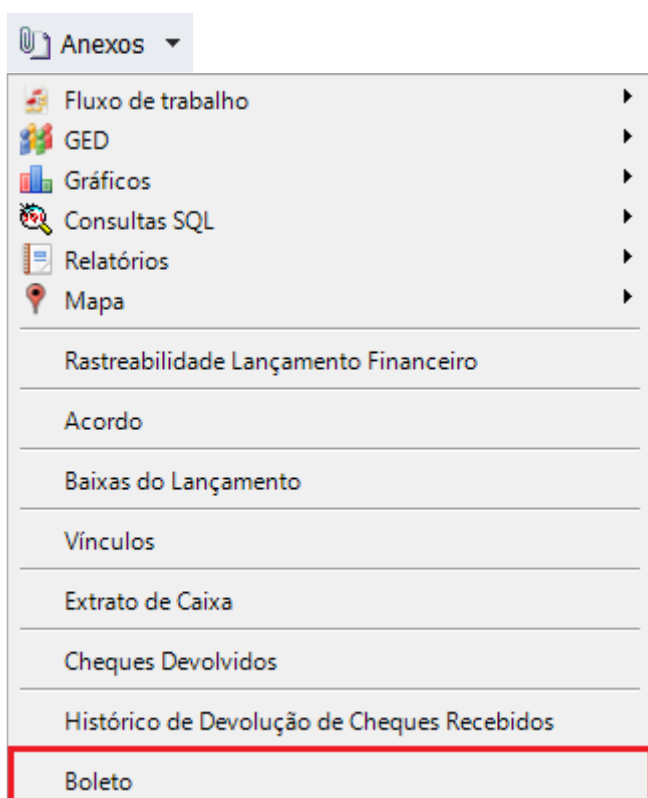 Anexos
Fluxo de trabalho
GED
Gráficos
Consultas SQL
Relatórios
Mapa
Rastreabilidade Lançamento Financeiro
Acordo
Baixas do Lançamento
Vínculos
Extrato de Caixa
Cheques Devolvidos
Histórico de Devolução de Cheques Recebidos
Boleto